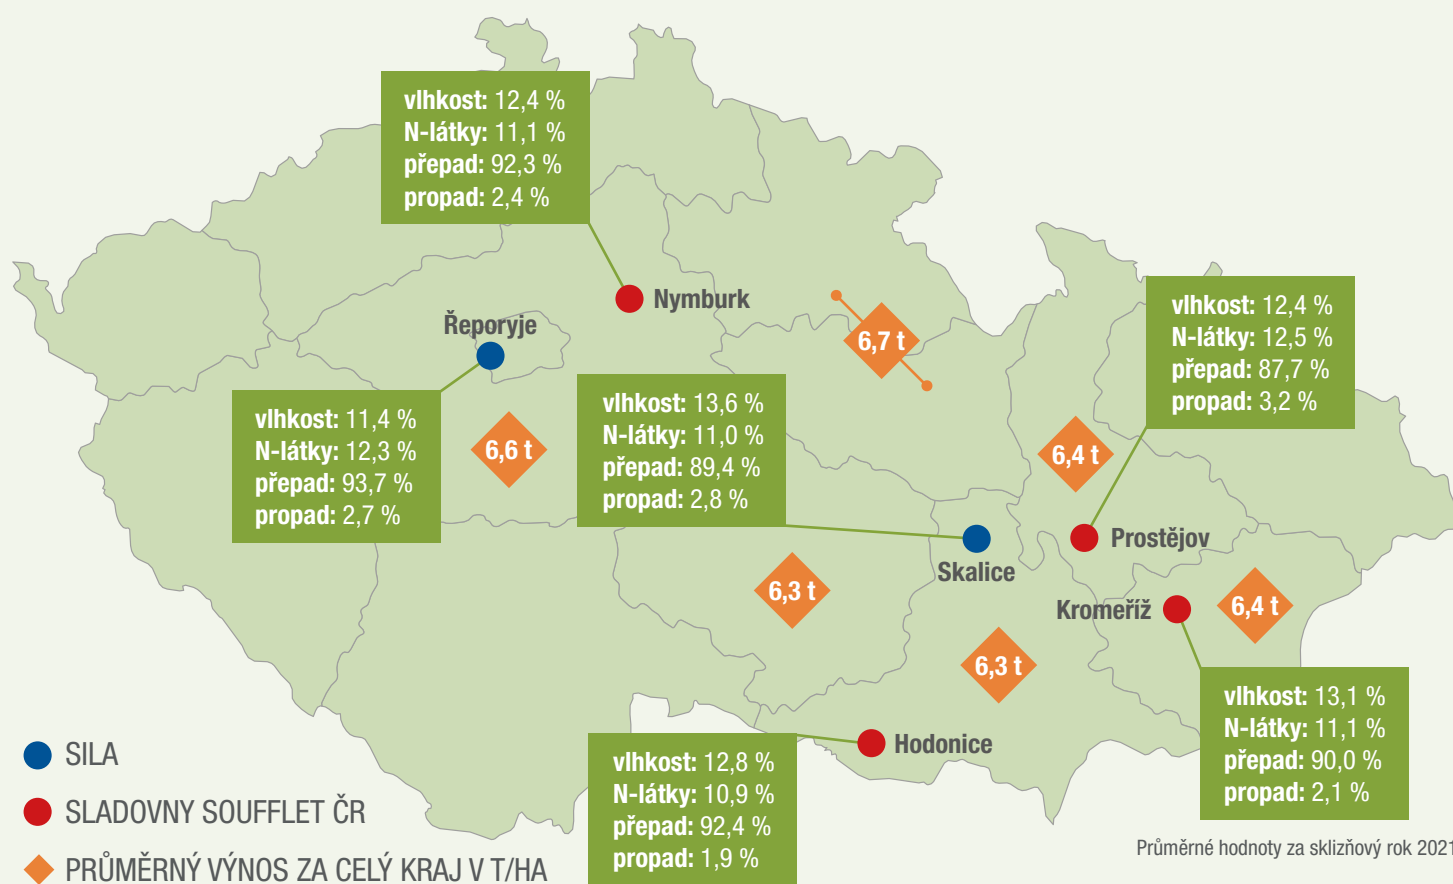 vlhkost: 12,4 %
N-látky: 11,1 %
přepad: 92,3 %
propad: 2,4 %
Nymburk
Řeporyje
vlhkost: 11,4 %
N-látky: 12,3 %
přepad: 93,7 %
propad: 2,7 %
6,6 t
vlhkost: 13,6 %
N-látky: 11,0 %
přepad: 89,4 %
propad: 2,8 %
Skalice
6,7 t
vlhkost: 12,4 %
N-látky: 12,5 %
přepad: 87,7 %
propad: 3,2 %
6,4 t
Prostějov
6,3 t
Kromeříž
6,4 t
6,3 t
vlhkost: 13,1 %
N-látky: 11,1 %
přepad: 90,0 %
propad: 2,1 %
Hodonice
vlhkost: 12,8 %
N-látky: 10,9 %
přepad: 92,4 %
propad: 1,9 %
SILA
SLADOVNY SOUFFLET ČR
PRŮMĚRNÝ VÝNOS ZA CELÝ KRAJ V T/HA
Průměrné hodnoty za sklizňový rok 2021